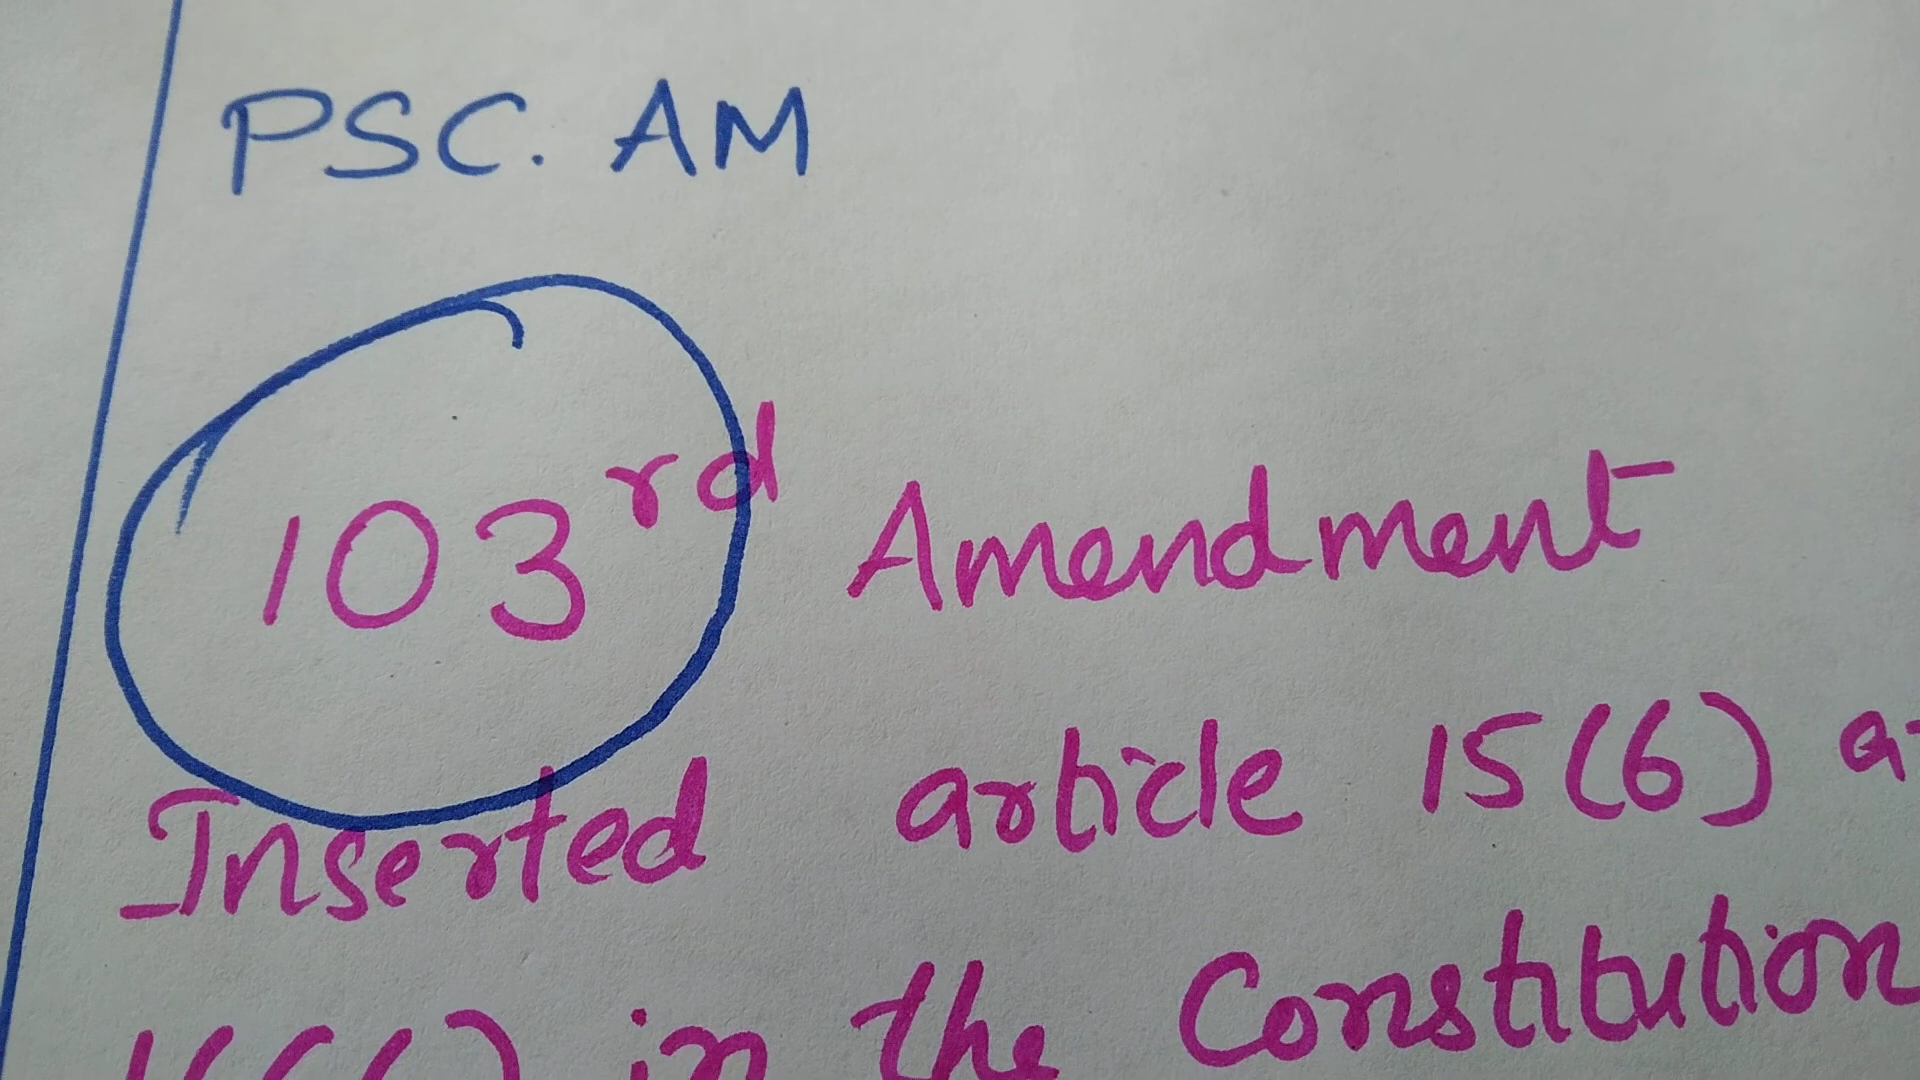 PSC. AM
103rd Amendment
Inserted article 15(6)
in the Constitution